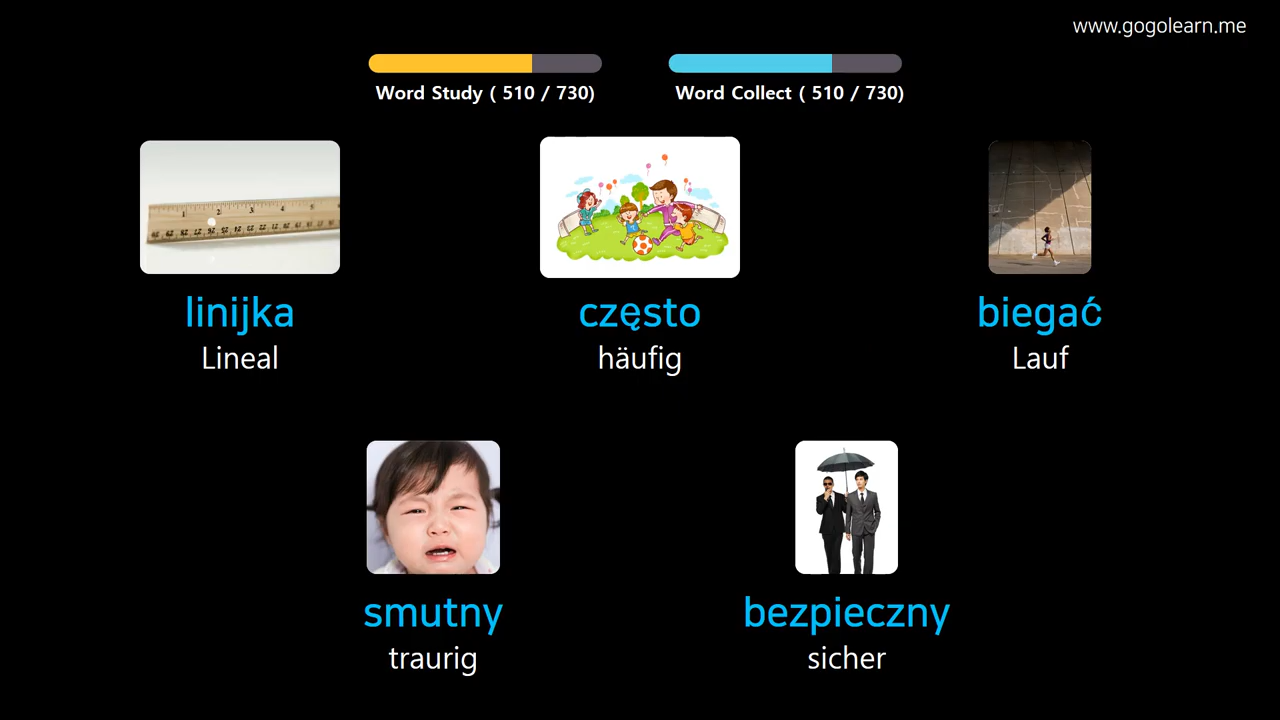 www.gogolearn.me
Word Study ( 510 / 730)
Word Collect ( 510 / 730)
linijka
Lineal
często
häufig
biegać
Lauf
smutny
traurig
bezpieczny
sicher